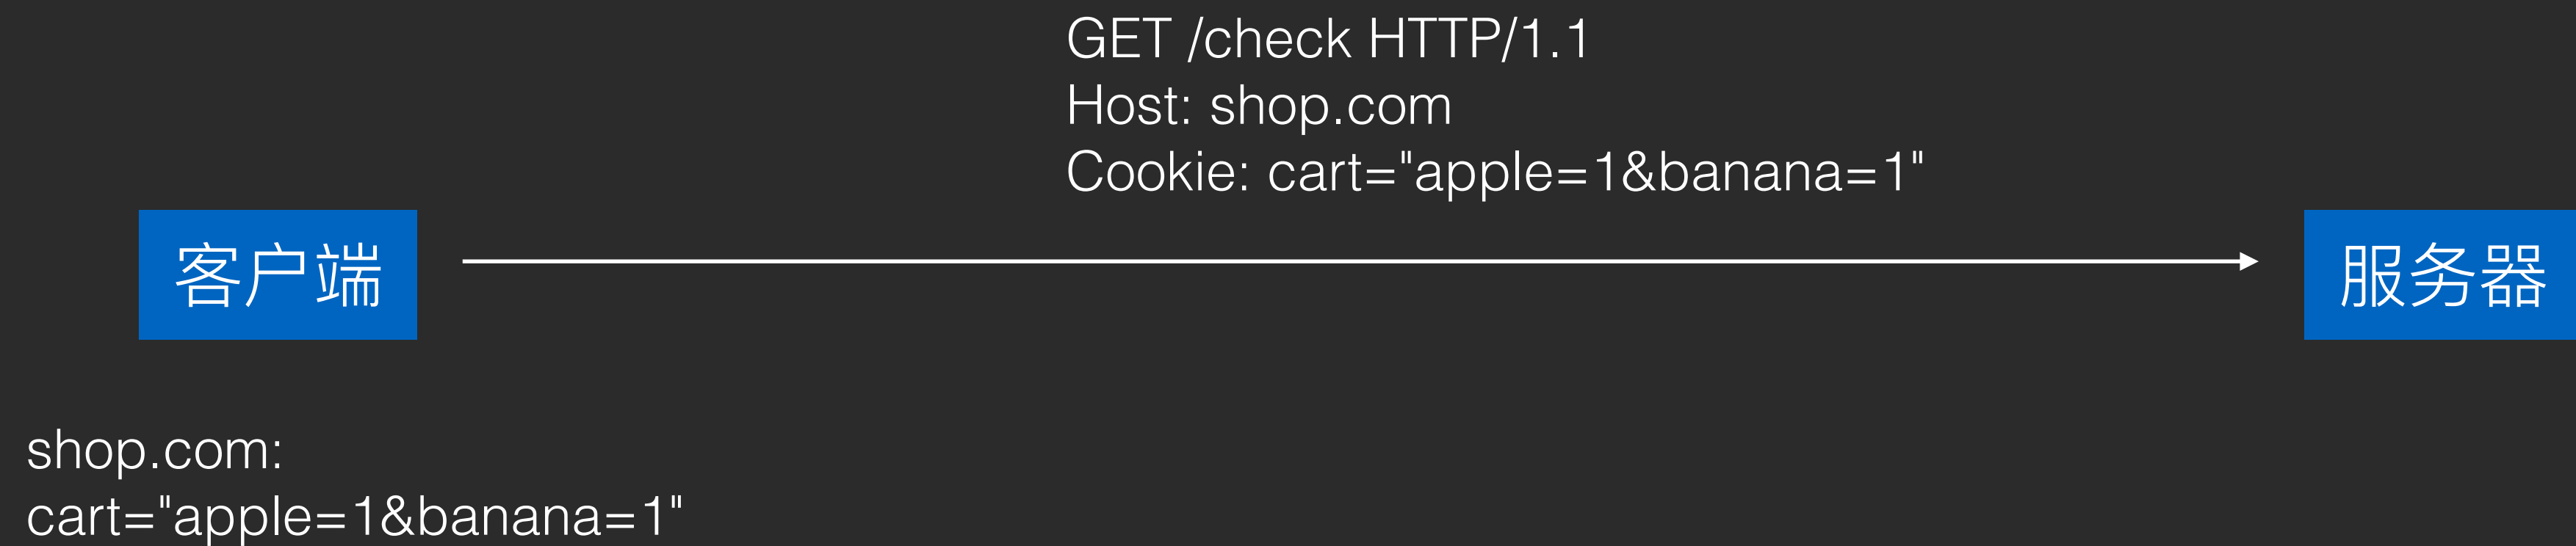 GET /check HTTP/1.1
Host: shop.com
Cookie: cart="apple=1&banana=1"
客户端
服务器
shop.com:
cart="apple=1&banana=1"